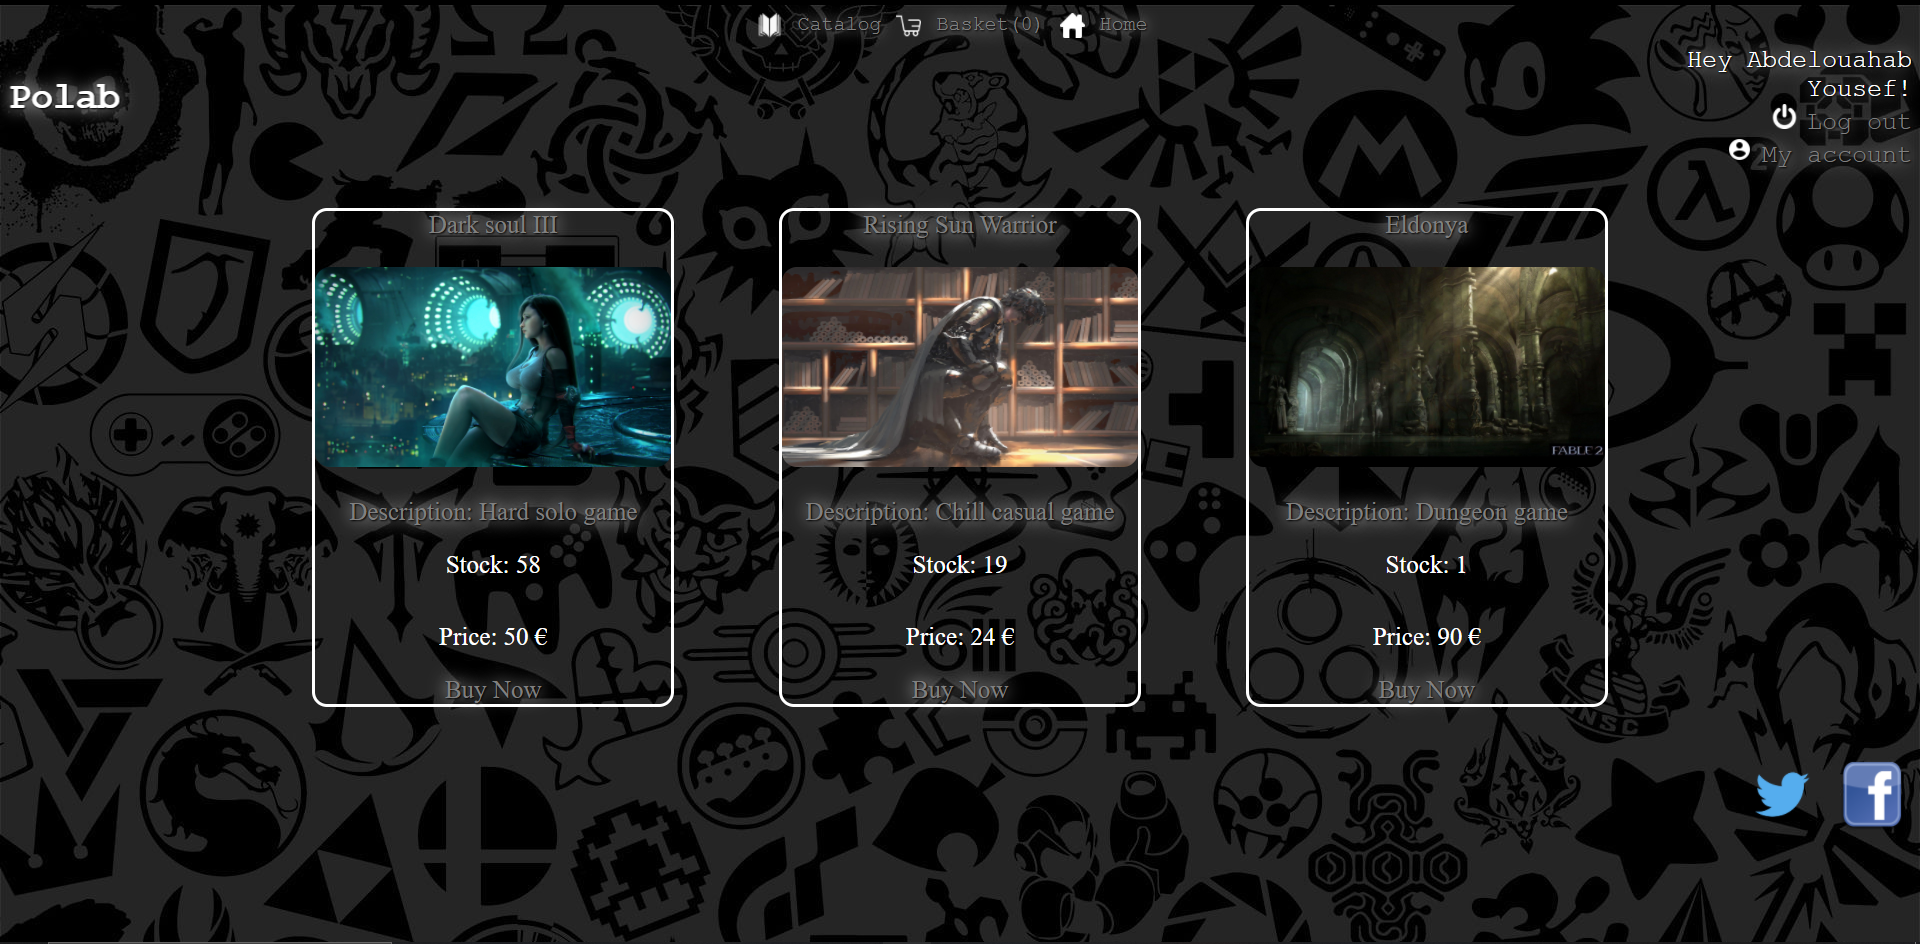 Catalog Basket(0) Home
Polab
Hey Abdelouahab
Yousef!
Log out
My account
Dark soul III
Description: Hard solo game
Stock: 58
Price: 50 €
Buy Now
Rising Sun Warrior
Description: Chill casual game
Stock: 19
Price: 24 €
Buy Now
Eldonya
FABLE 2
Description: Dungeon game
Stock: 1
Price: 90 €
Buy Now
UNSC